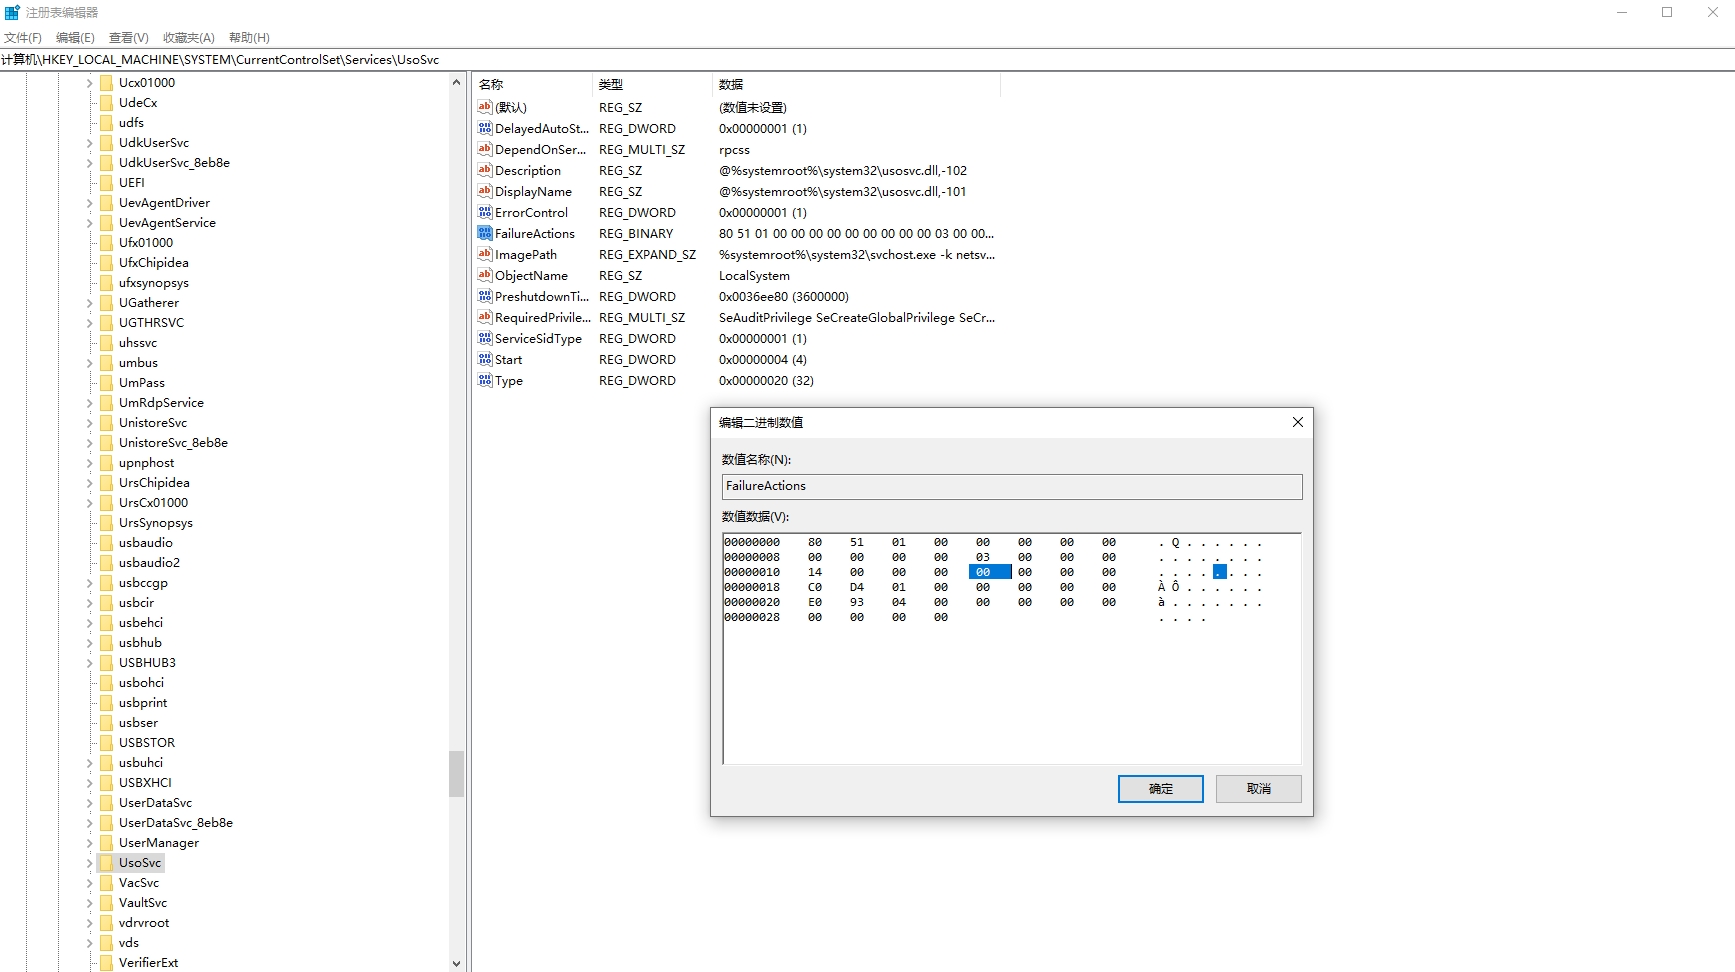 注册表编辑器
文件(F) 编辑(E) 查看(V) 收藏夹(A) 帮助(H)
计算机\HKEY_LOCAL_MACHINE\SYSTEM\CurrentControlSet\Services\UsoSvc
Ucx01000
UdeCx
udfs
UdkUserSvc
UdkUserSvc_8eb8e
UEFI
UevAgentDriver
UevAgentService
Ufx01000
UfxChipidea
ufxsynopsys
UGatherer
UGTHRSVC
uhssvc
umbus
UmPass
UmRdpService
UnistoreSvc
UnistoreSvc_8eb8e
upnphost
UrsChipidea
UrsCx01000
UrsSynopsys
usbaudio
usbaudio2
usbccgp
usbcir
usbehci
usbhub
USBHUB3
usbohci
usbprint
usbser
USBSTOR
usbuhci
USBXHCI
UserDataSvc
UserDataSvc_8eb8e
UserManager
UsoSvc
VacSvc
VaultSvc
vdrvroot
vds
VerifierExt
名称 类型 数据
(默认) REG_SZ (数值未设置)
DelayedAutoSt... REG_DWORD 0x00000001 (1)
DependOnSer... REG_MULTI_SZ rpcss
Description REG_SZ @%systemroot%\system32\usosvc.dll,-102
DisplayName REG_SZ @%systemroot%\system32\usosvc.dll,-101
ErrorControl REG_DWORD 0x00000001 (1)
FailureActions REG_BINARY 80 51 01 00 00 00 00 00 00 00 00 00 03 00 00...
ImagePath REG_EXPAND_SZ %systemroot%\system32\svchost.exe -k netsv...
ObjectName REG_SZ LocalSystem
PreshutdownTi... REG_DWORD 0x0036ee80 (3600000)
RequiredPrivile... REG_MULTI_SZ SeAuditPrivilege SeCreateGlobalPrivilege SeCr...
ServiceSidType REG_DWORD 0x00000001 (1)
Start REG_DWORD 0x00000004 (4)
Type REG_DWORD 0x00000020 (32)
编辑二进制数值
数值名称(N):
FailureActions
数值数据(V):
00000000 80 51 01 00 00 00 00 00 . Q . . . . . .
00000008 00 00 00 00 03 00 00 00 . . . . . . . .
00000010 14 00 00 00 00 00 00 00 . . . . . . . .
00000018 C0 D4 01 00 00 00 00 00 À Ô . . . . . .
00000020 E0 93 04 00 00 00 00 00 à . . . . . . .
00000028 00 00 00 00 . . . .
确定 取消